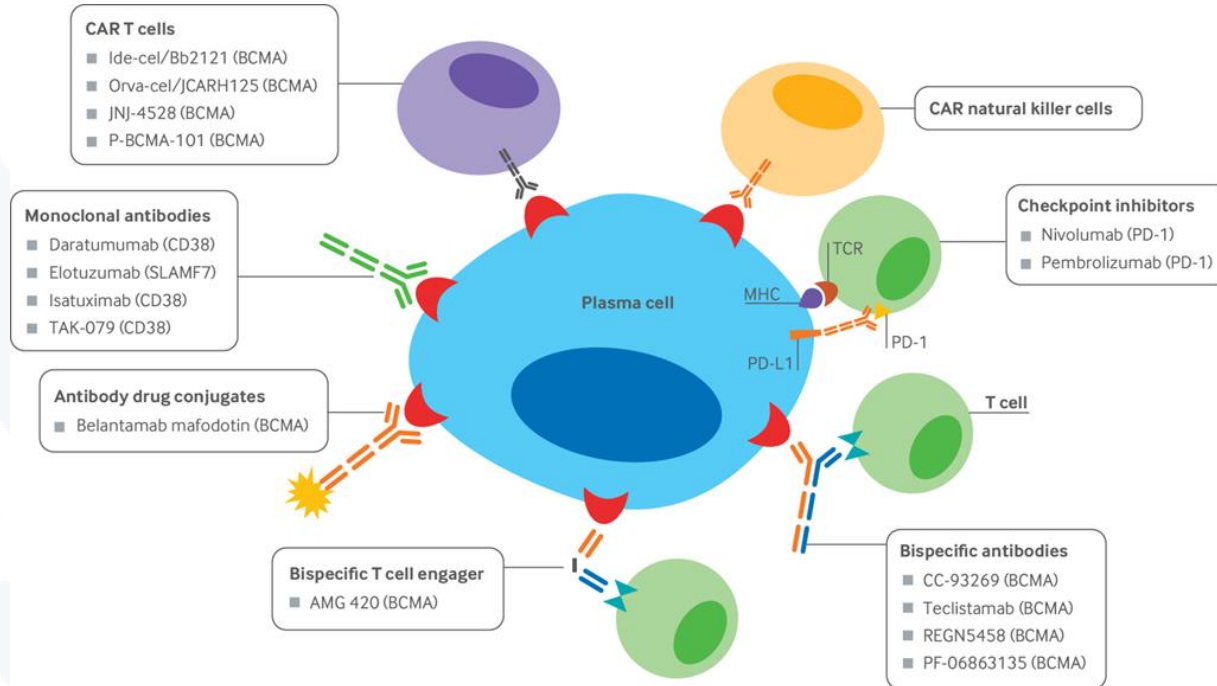 CAR T cells
Ide-cel/Bb2121 (BCMA)
Orva-cel/JCARH125 (BCMA)
JNJ-4528 (BCMA)
P-BCMA-101 (BCMA)
CAR natural killer cells
Monoclonal antibodies
Daratumumab (CD38)
Elotuzumab (SLAMF7)
Isatuximab (CD38)
TAK-079 (CD38)
Checkpoint inhibitors
Nivolumab (PD-1)
Pembrolizumab (PD-1)
TCR
MHC
Plasma cell
PD-1
PD-L1
Antibody drug conjugates
Belantamab mafodotin (BCMA)
T cell
Bispecific T cell engager
AMG 420 (BCMA)
Bispecific antibodies
CC-93269 (BCMA)
Teclistamab (BCMA)
REGN5458 (BCMA)
PF-06863135 (BCMA)